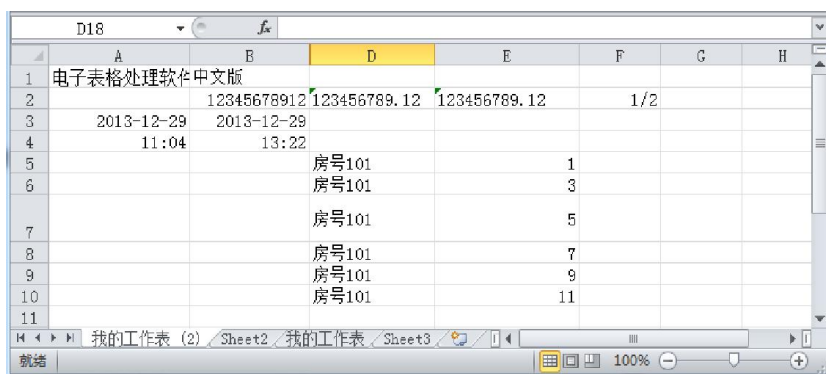 D18 fx
A B D E F G H
1 电子表格处理软件 中文版
2 12345678912 123456789.12 123456789.12 1/2
3 2013-12-29 2013-12-29
4 11:04 13:22
5 房号101 1
6 房号101 3
7 房号101 5
8 房号101 7
9 房号101 9
10 房号101 11
11
我的工作表 (2) Sheet2 我的工作表 Sheet3
就绪 100%